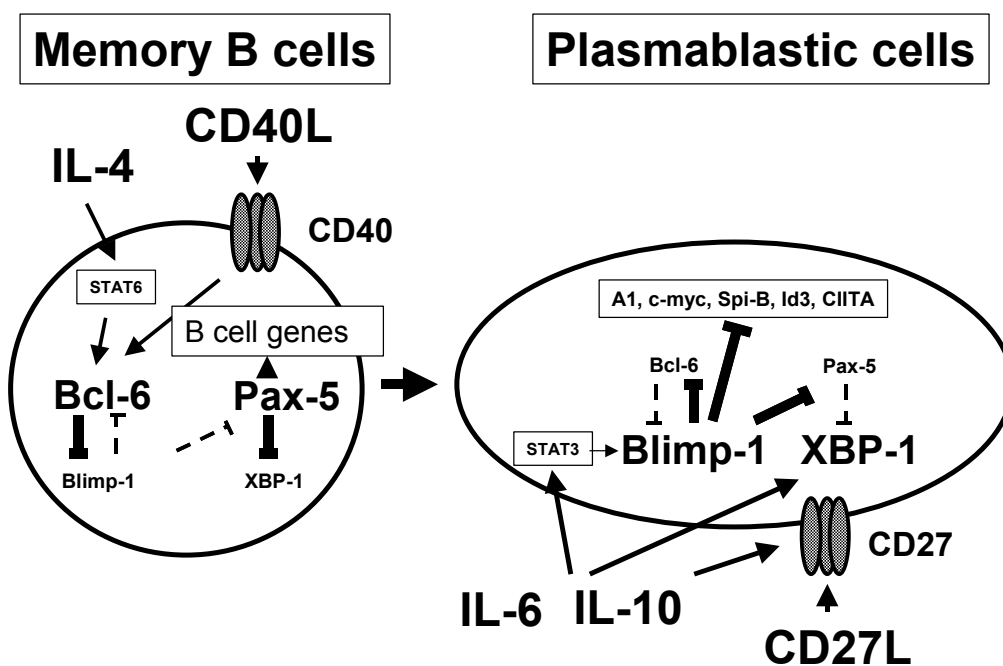 Memory B cells
Plasmablastic cells
CD40L
IL-4
CD40
STAT6
B cell genes
Bcl-6
Pax-5
Blimp-1
XBP-1
A1, c-myc, Spi-B, Id3, CIITA
Bcl-6
Pax-5
STAT3
Blimp-1
XBP-1
CD27
IL-6
IL-10
CD27L